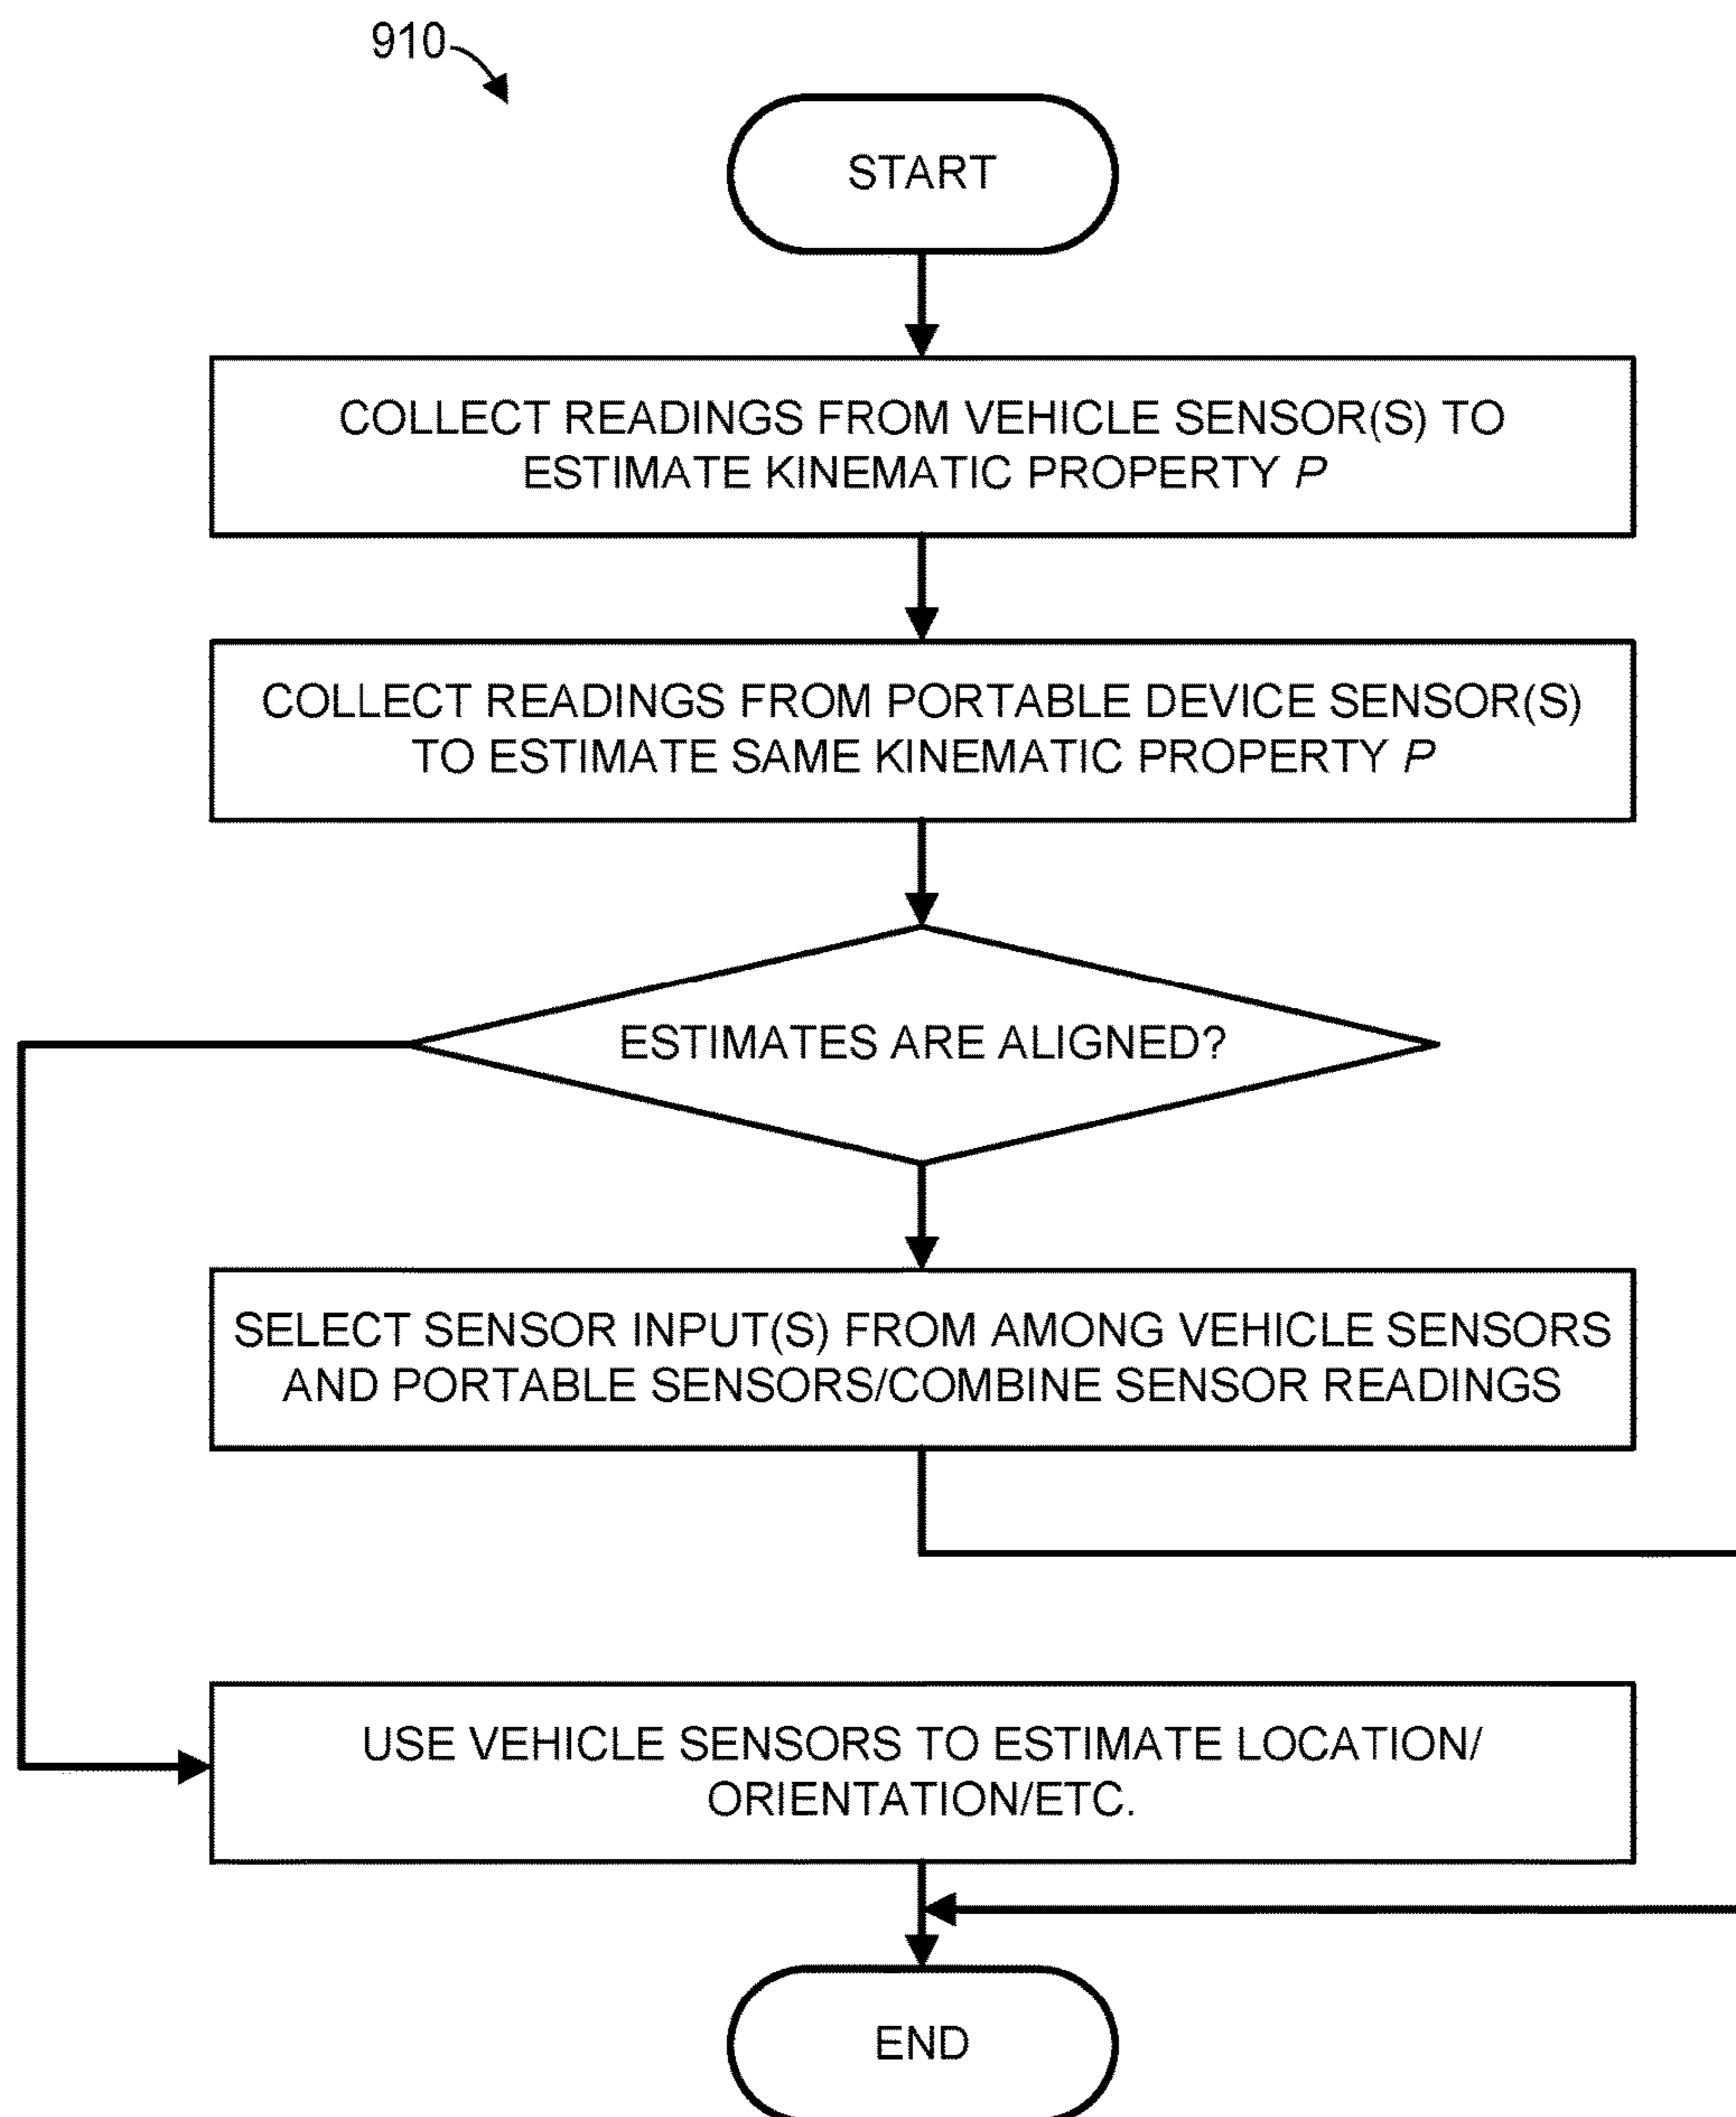 910
START
COLLECT READINGS FROM VEHICLE SENSOR(S) TO
ESTIMATE KINEMATIC PROPERTY P
COLLECT READINGS FROM PORTABLE DEVICE SENSOR(S)
TO ESTIMATE SAME KINEMATIC PROPERTY P
ESTIMATES ARE ALIGNED?
SELECT SENSOR INPUT(S) FROM AMONG VEHICLE SENSORS
AND PORTABLE SENSORS/COMBINE SENSOR READINGS
USE VEHICLE SENSORS TO ESTIMATE LOCATION/
ORIENTATION/ETC.
END